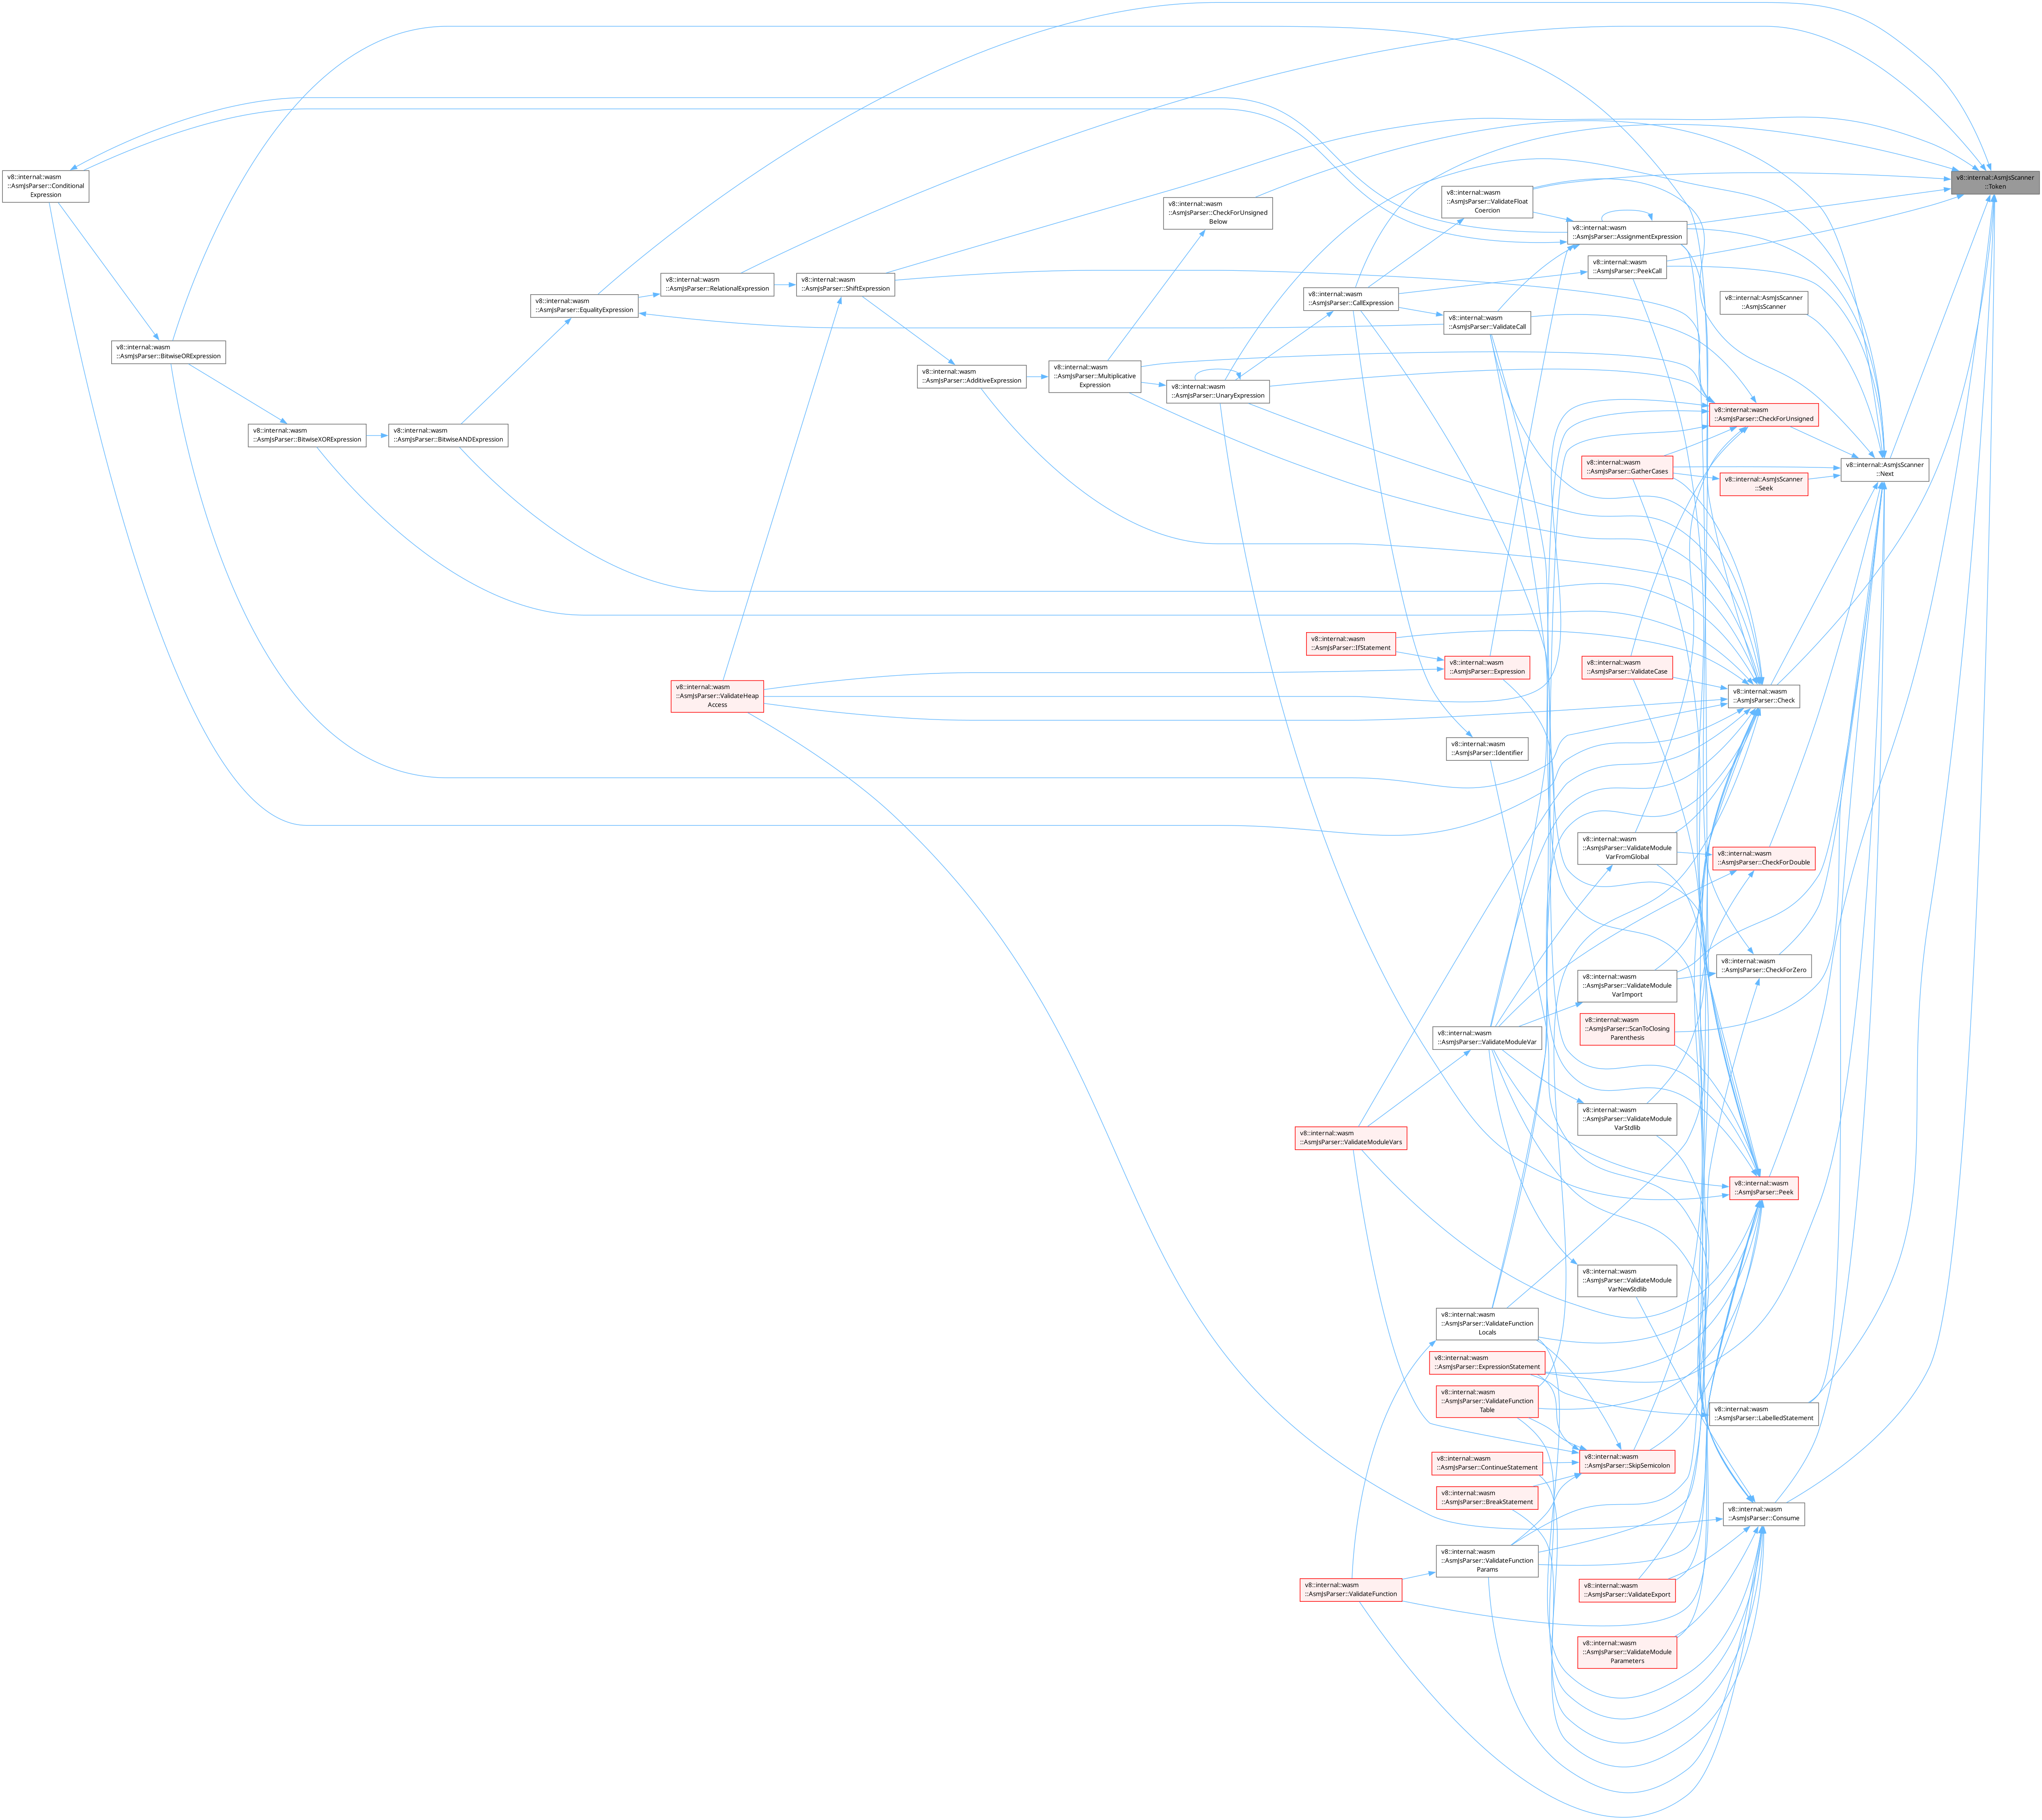 v8::internal::AsmJsScanner
::Token
v8::internal::wasm
::AsmJsParser::Conditional
Expression
v8::internal::wasm
::AsmJsParser::ValidateFloat
Coercion
v8::internal::wasm
::AsmJsParser::CheckForUnsigned
Below
v8::internal::wasm
::AsmJsParser::AssignmentExpression
v8::internal::wasm
::AsmJsParser::PeekCall
v8::internal::wasm
::AsmJsParser::RelationalExpression
v8::internal::wasm
::AsmJsParser::ShiftExpression
v8::internal::wasm
::AsmJsParser::EqualityExpression
v8::internal::wasm
::AsmJsParser::CallExpression
v8::internal::AsmJsScanner
::AsmJsScanner
v8::internal::wasm
::AsmJsParser::ValidateCall
v8::internal::wasm
::AsmJsParser::BitwiseORExpression
v8::internal::wasm
::AsmJsParser::AdditiveExpression
v8::internal::wasm
::AsmJsParser::Multiplicative
Expression
v8::internal::wasm
::AsmJsParser::UnaryExpression
v8::internal::wasm
::AsmJsParser::CheckForUnsigned
v8::internal::wasm
::AsmJsParser::BitwiseXORExpression
v8::internal::wasm
::AsmJsParser::BitwiseANDExpression
v8::internal::wasm
::AsmJsParser::GatherCases
v8::internal::AsmJsScanner
::Seek
v8::internal::AsmJsScanner
::Next
v8::internal::wasm
::AsmJsParser::IfStatement
v8::internal::wasm
::AsmJsParser::Expression
v8::internal::wasm
::AsmJsParser::ValidateCase
v8::internal::wasm
::AsmJsParser::ValidateHeap
Access
v8::internal::wasm
::AsmJsParser::Check
v8::internal::wasm
::AsmJsParser::Identifier
v8::internal::wasm
::AsmJsParser::ValidateModule
VarFromGlobal
v8::internal::wasm
::AsmJsParser::CheckForDouble
v8::internal::wasm
::AsmJsParser::CheckForZero
v8::internal::wasm
::AsmJsParser::ValidateModule
VarImport
v8::internal::wasm
::AsmJsParser::ScanToClosing
Parenthesis
v8::internal::wasm
::AsmJsParser::ValidateModuleVar
v8::internal::wasm
::AsmJsParser::ValidateModule
VarStdlib
v8::internal::wasm
::AsmJsParser::ValidateModuleVars
v8::internal::wasm
::AsmJsParser::Peek
v8::internal::wasm
::AsmJsParser::ValidateModule
VarNewStdlib
v8::internal::wasm
::AsmJsParser::ValidateFunction
Locals
v8::internal::wasm
::AsmJsParser::ExpressionStatement
v8::internal::wasm
::AsmJsParser::ValidateFunction
Table
v8::internal::wasm
::AsmJsParser::LabelledStatement
v8::internal::wasm
::AsmJsParser::ContinueStatement
v8::internal::wasm
::AsmJsParser::SkipSemicolon
v8::internal::wasm
::AsmJsParser::BreakStatement
v8::internal::wasm
::AsmJsParser::Consume
v8::internal::wasm
::AsmJsParser::ValidateFunction
Params
v8::internal::wasm
::AsmJsParser::ValidateFunction
v8::internal::wasm
::AsmJsParser::ValidateExport
v8::internal::wasm
::AsmJsParser::ValidateModule
Parameters